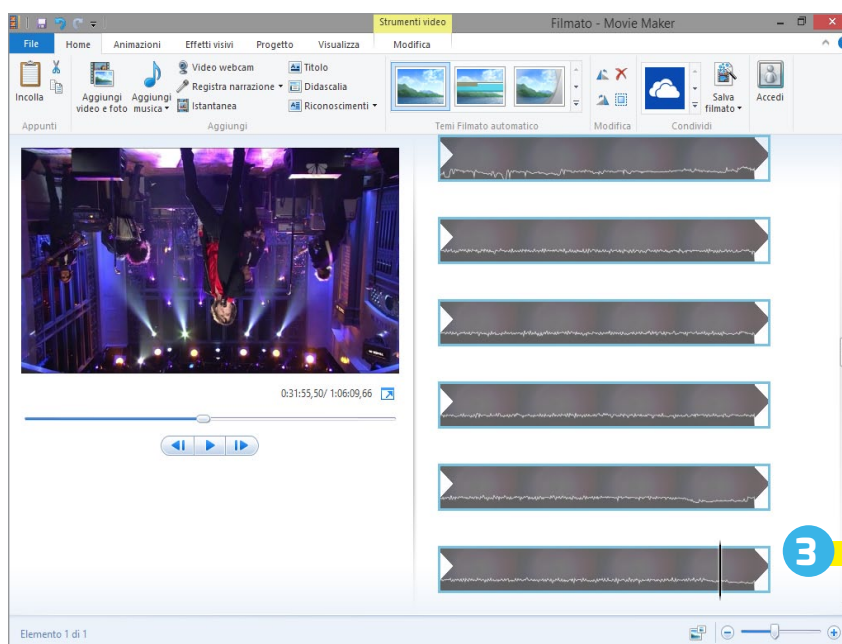 Strumenti video
Filmato - Movie Maker
File Home Animazioni Effetti visivi Progetto Visualizza Modifica
Incolla
Appunti
Aggiungi video e foto
Aggiungi musica
Video webcam
Registra narrazione
Istantanea
Titolo
Didascalia
Riconoscimenti
Aggiungi
Temi Filmato automatico
Modifica
Salva filmato
Condividi
Accedi
0:31:55,50/ 1:06:09,66
3
Elemento 1 di 1